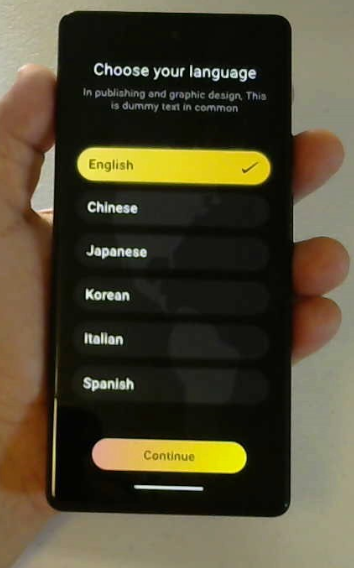 Choose your language
In publishing and graphic design, This
is dummy text in common
English
Chinese
Japanese
Korean
Italian
Spanish
Continue